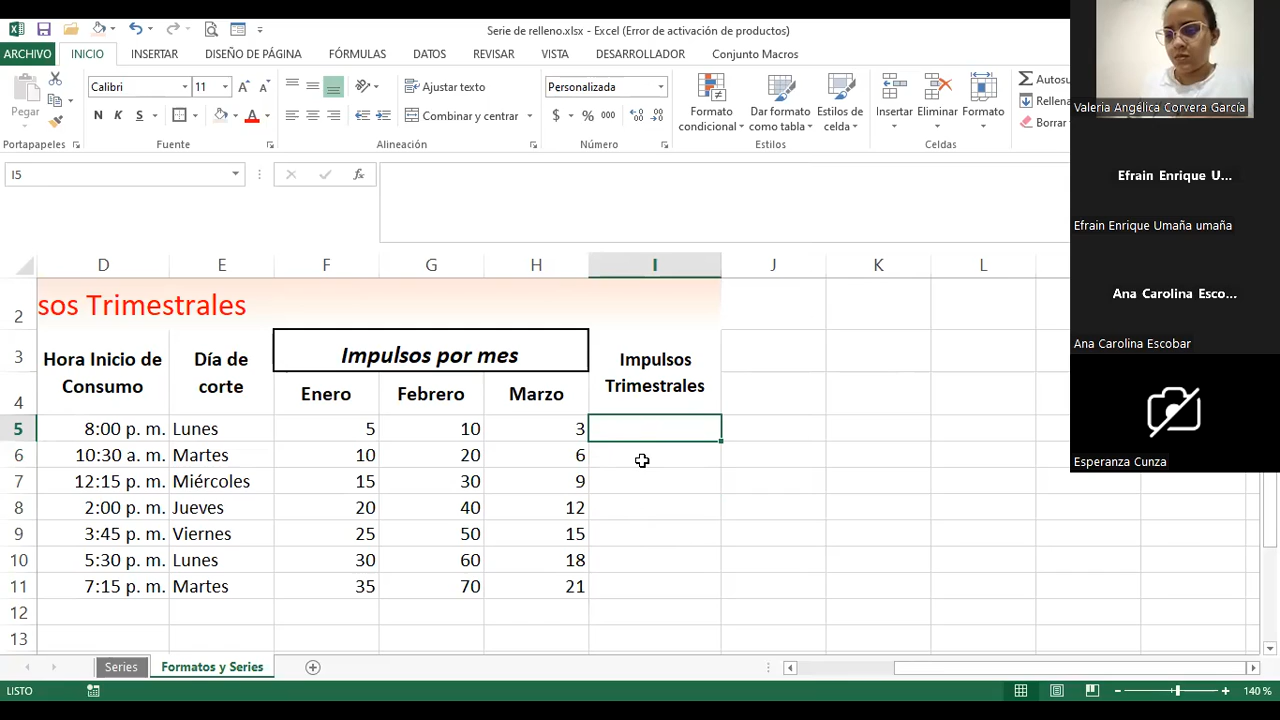 Serie de relleno.xlsx - Excel (Error de activación de productos)
ARCHIVO INICIO INSERTAR DISEÑO DE PÁGINA FÓRMULAS DATOS REVISAR VISTA DESARROLLADOR Conjunto Macros
Pegar
Portapapeles
Calibri 11
N K S
Fuente
Ajustar texto
Combinar y centrar
Alineación
Personalizada
$ % 000
Número
Formato condicional
Dar formato como tabla
Estilos de celda
Estilos
Insertar Eliminar Formato
Celdas
Autosu
Rellena
Borrar
I5
fx
D E F G H I J K L
2 sos Trimestrales
3 Hora Inicio de Consumo Día de corte Impulsos por mes Impulsos Trimestrales
4 Enero Febrero Marzo
5 8:00 p. m. Lunes 5 10 3
6 10:30 a. m. Martes 10 20 6
7 12:15 p. m. Miércoles 15 30 9
8 2:00 p. m. Jueves 20 40 12
9 3:45 p. m. Viernes 25 50 15
10 5:30 p. m. Lunes 30 60 18
11 7:15 p. m. Martes 35 70 21
12
13
Series Formatos y Series
LISTO
140 %
Valeria Angélica Corvera García
Efrain Enrique U...
Efrain Enrique Umaña umaña
Ana Carolina Esco...
Ana Carolina Escobar
Esperanza Cunza